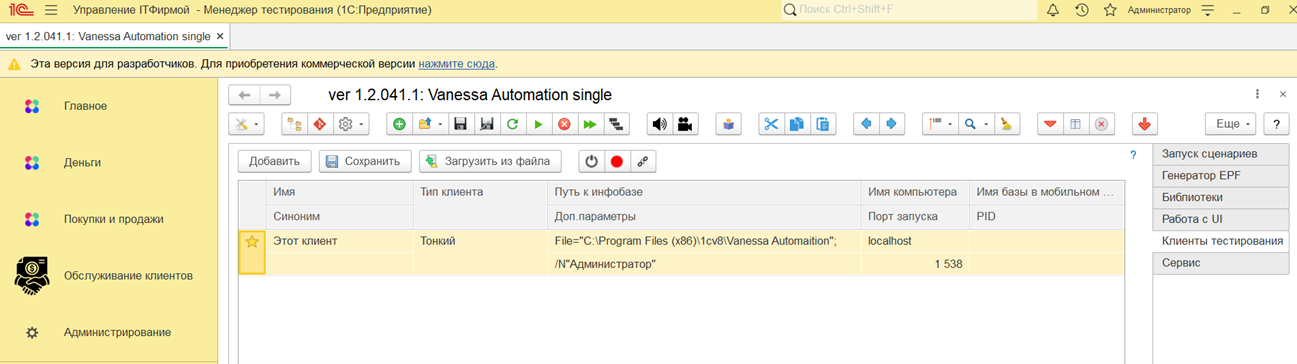 Управление ITФирмой - Менеджер тестирования (1С:Предприятие)
Поиск Ctrl+Shift+F
Администратор
ver 1.2.041.1: Vanessa Automation single ×
Эта версия для разработчиков. Для приобретения коммерческой версии нажмите сюда.
Главное
Деньги
Покупки и продажи
Обслуживание клиентов
Администрирование
ver 1.2.041.1: Vanessa Automation single
Еще
?
Добавить
Сохранить
Загрузить из файла
?
Имя
Тип клиента
Путь к инфобазе
Имя компьютера
Имя базы в мобильном ...
Синоним
Доп.параметры
Порт запуска
PID
Этот клиент
Тонкий
File="C:\Program Files (x86)\1cv8\Vanessa Automaition";
localhost
/N"Администратор"
1 538
Запуск сценариев
Генератор EPF
Библиотеки
Работа с UI
Клиенты тестирования
Сервис